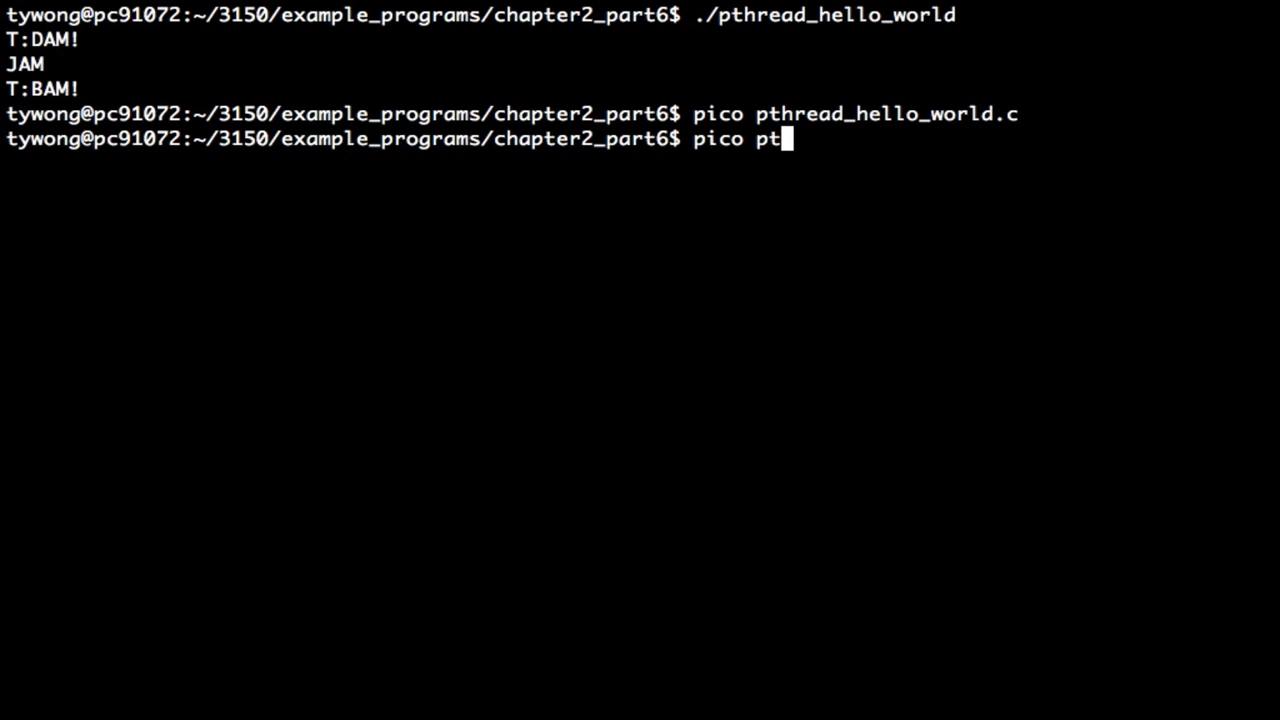 tywong@pc91072:~/3150/example_programs/chapter2_part6$ ./pthread_hello_world
T:DAM!
JAM
T:BAM!
tywong@pc91072:~/3150/example_programs/chapter2_part6$ pico pthread_hello_world.c
tywong@pc91072:~/3150/example_programs/chapter2_part6$ pico pt